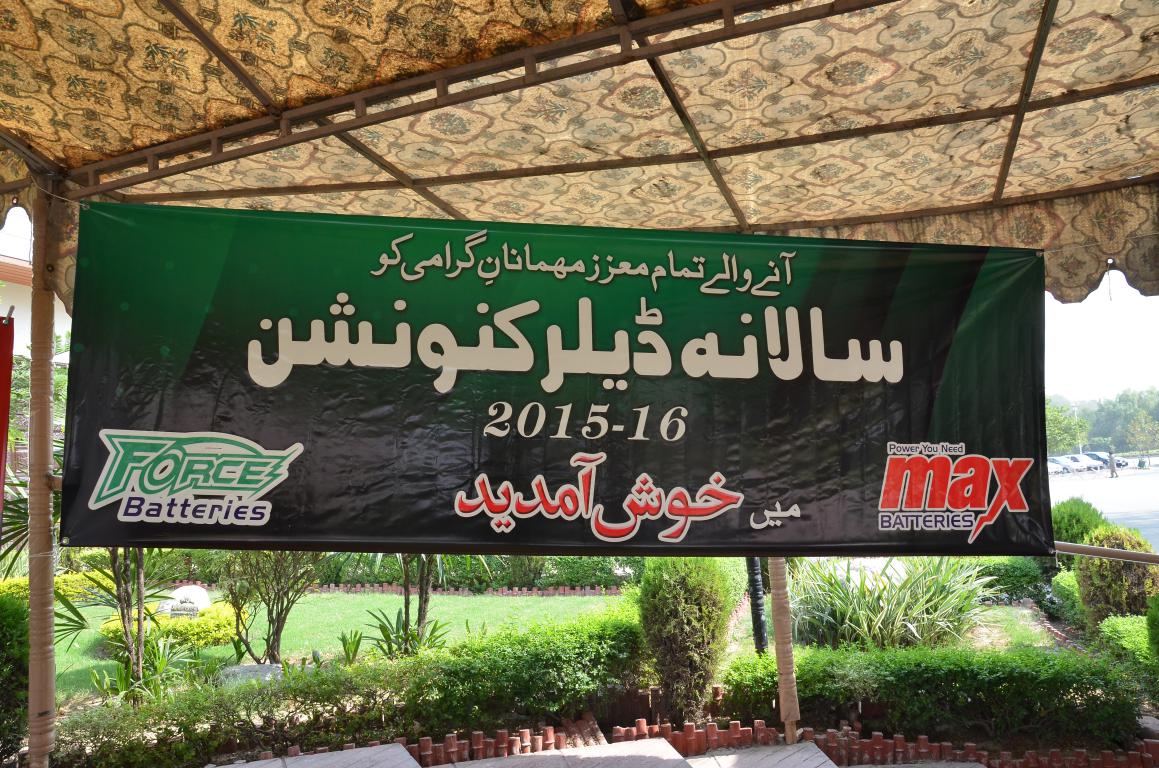 آنے والے تمام معزز مہمانانِ گرامی کو
سالانہ ڈیلر کنونشن
2015-16
میں خوش آمدید
FORCE
Batteries
Power You Need
max
BATTERIES